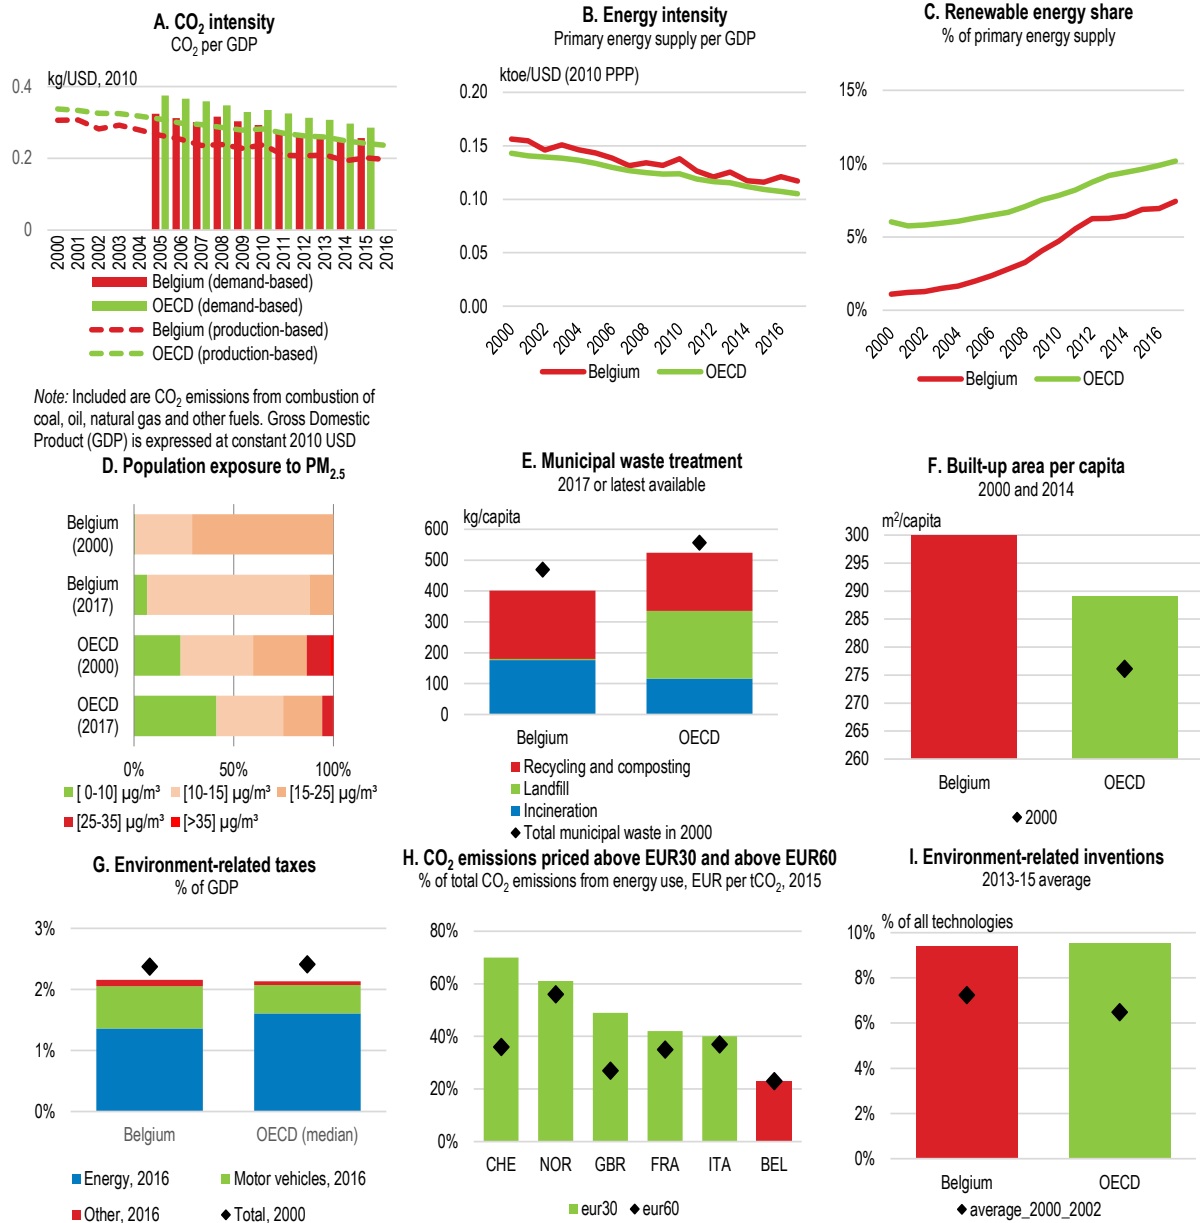 A. CO2 intensity
CO2 per GDP
kg/USD, 2010
0.4
0.2
0
2000 2001 2002 2003 2004 2005 2006 2007 2008 2009 2010 2011 2012 2013 2014 2015 2016
Belgium (demand-based)
OECD (demand-based)
Belgium (production-based)
OECD (production-based)
Note: Included are CO2 emissions from combustion of
coal, oil, natural gas and other fuels. Gross Domestic
Product (GDP) is expressed at constant 2010 USD
B. Energy intensity
Primary energy supply per GDP
ktoe/USD (2010 PPP)
0.20
0.15
0.10
0.05
0.00
2000 2002 2004 2006 2008 2010 2012 2014 2016
Belgium OECD
C. Renewable energy share
% of primary energy supply
15%
10%
5%
0%
2000 2002 2004 2006 2008 2010 2012 2014 2016
Belgium OECD
D. Population exposure to PM2.5
Belgium
(2000)
Belgium
(2017)
OECD
(2000)
OECD
(2017)
0% 50% 100%
[ 0-10] µg/m³ [10-15] µg/m³ [15-25] µg/m³
[25-35] µg/m³ [>35] µg/m³
E. Municipal waste treatment
2017 or latest available
kg/capita
600
500
400
300
200
100
0
Belgium OECD
Recycling and composting
Landfill
Incineration
Total municipal waste in 2000
F. Built-up area per capita
2000 and 2014
m2/capita
300
295
290
285
280
275
270
265
260
Belgium OECD
2000
G. Environment-related taxes
% of GDP
3%
2%
1%
0%
Belgium OECD (median)
Energy, 2016 Motor vehicles, 2016
Other, 2016 Total, 2000
H. CO2 emissions priced above EUR30 and above EUR60
% of total CO2 emissions from energy use, EUR per tCO2, 2015
80%
60%
40%
20%
0%
CHE NOR GBR FRA ITA BEL
eur30 eur60
I. Environment-related inventions
2013-15 average
% of all technologies
10%
8%
6%
4%
2%
0%
Belgium OECD
average_2000_2002